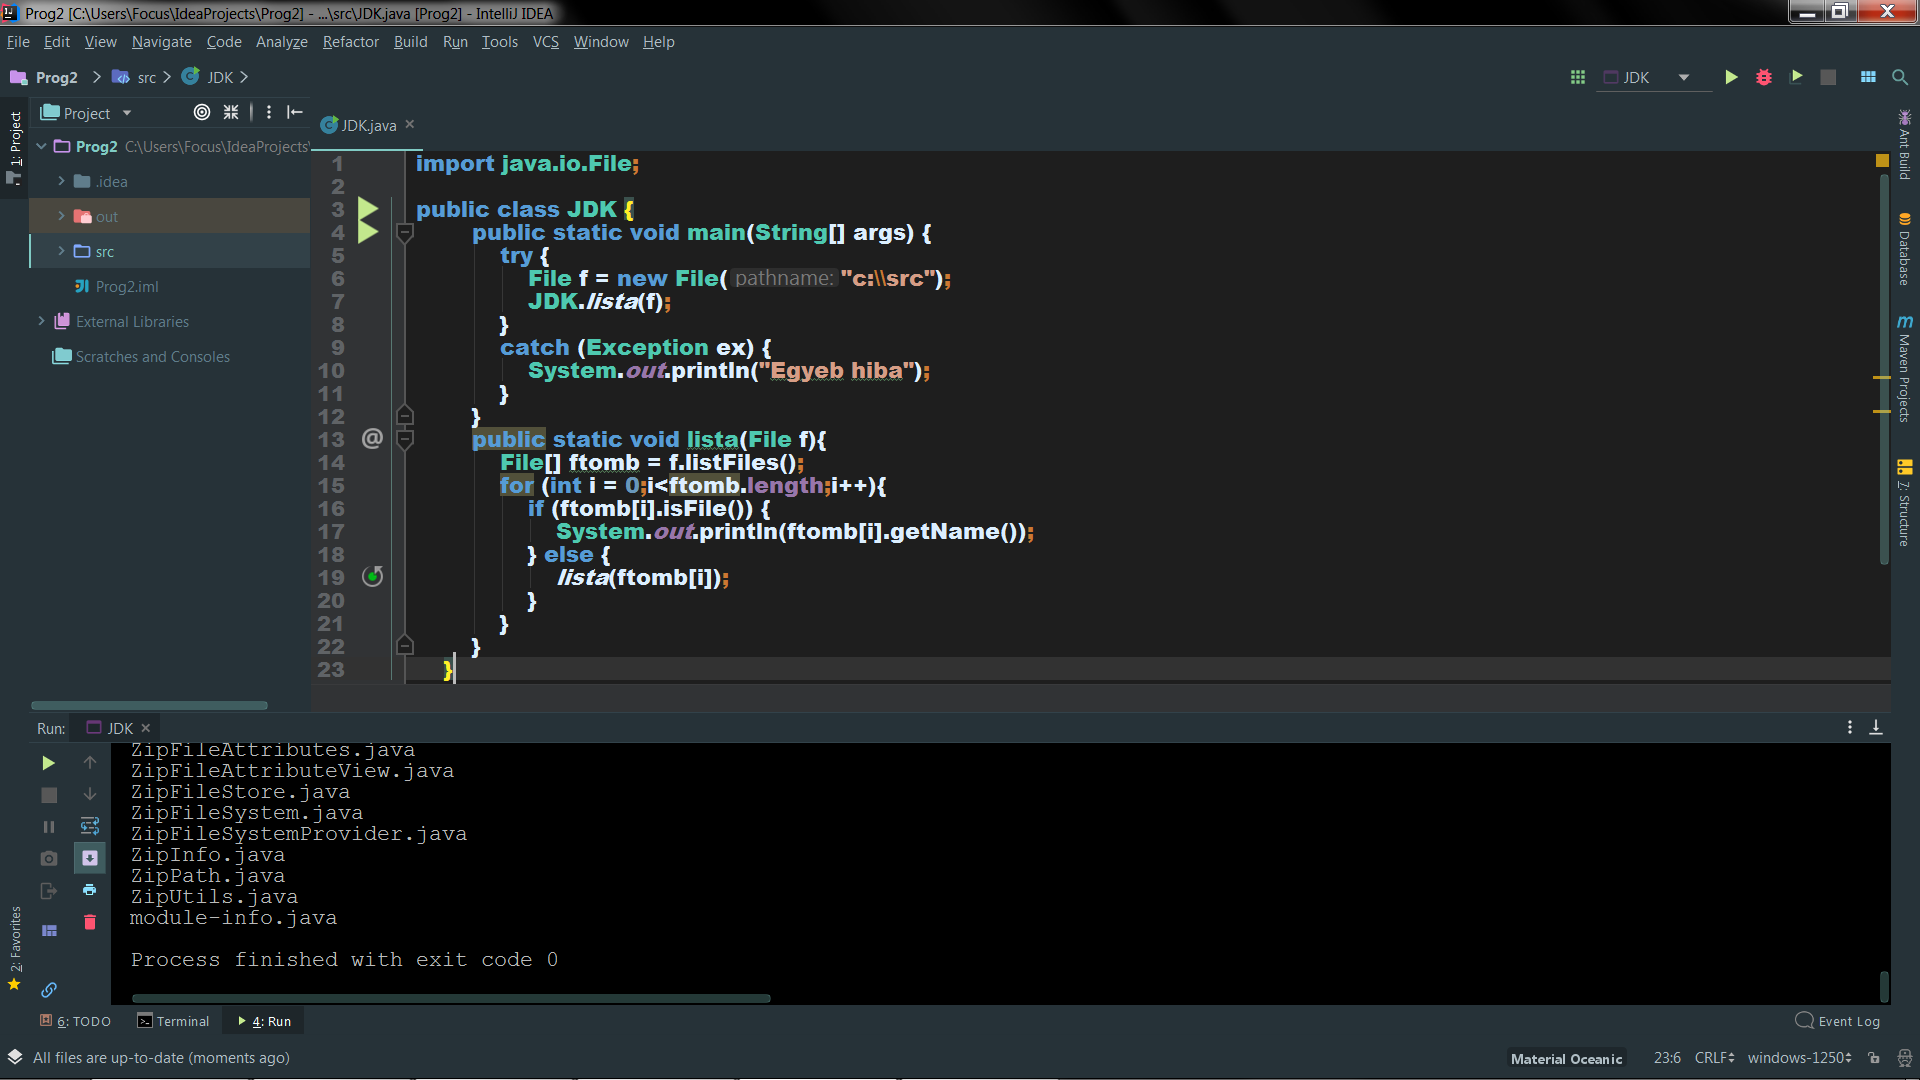 Prog2 [C:\Users\Focus\IdeaProjects\Prog2] - ...\src\JDK.java [Prog2] - IntelliJ IDEA
File Edit View Navigate Code Analyze Refactor Build Run Tools VCS Window Help
Prog2 src JDK
JDK
Project
JDK.java
1: Project
Prog2 C:\Users\Focus\IdeaProjects\
.idea
out
src
Prog2.iml
External Libraries
Scratches and Consoles
1 import java.io.File;
2
3 public class JDK {
4 public static void main(String[] args) {
5 try {
6 File f = new File( pathname: "c:\\src");
7 JDK.lista(f);
8 }
9 catch (Exception ex) {
10 System.out.println("Egyeb hiba");
11 }
12 }
13 @ public static void lista(File f){
14 File[] ftomb = f.listFiles();
15 for (int i = 0;i<ftomb.length;i++){
16 if (ftomb[i].isFile()) {
17 System.out.println(ftomb[i].getName());
18 } else {
19 lista(ftomb[i]);
20 }
21 }
22 }
23 }
Ant Build
Database
m Maven Projects
7: Structure
Run: JDK
ZipFileAttributes.java
ZipFileAttributeView.java
ZipFileStore.java
ZipFileSystem.java
ZipFileSystemProvider.java
ZipInfo.java
ZipPath.java
ZipUtils.java
module-info.java
Process finished with exit code 0
2: Favorites
6: TODO Terminal 4: Run Event Log
All files are up-to-date (moments ago) Material Oceanic 23:6 CRLF windows-1250